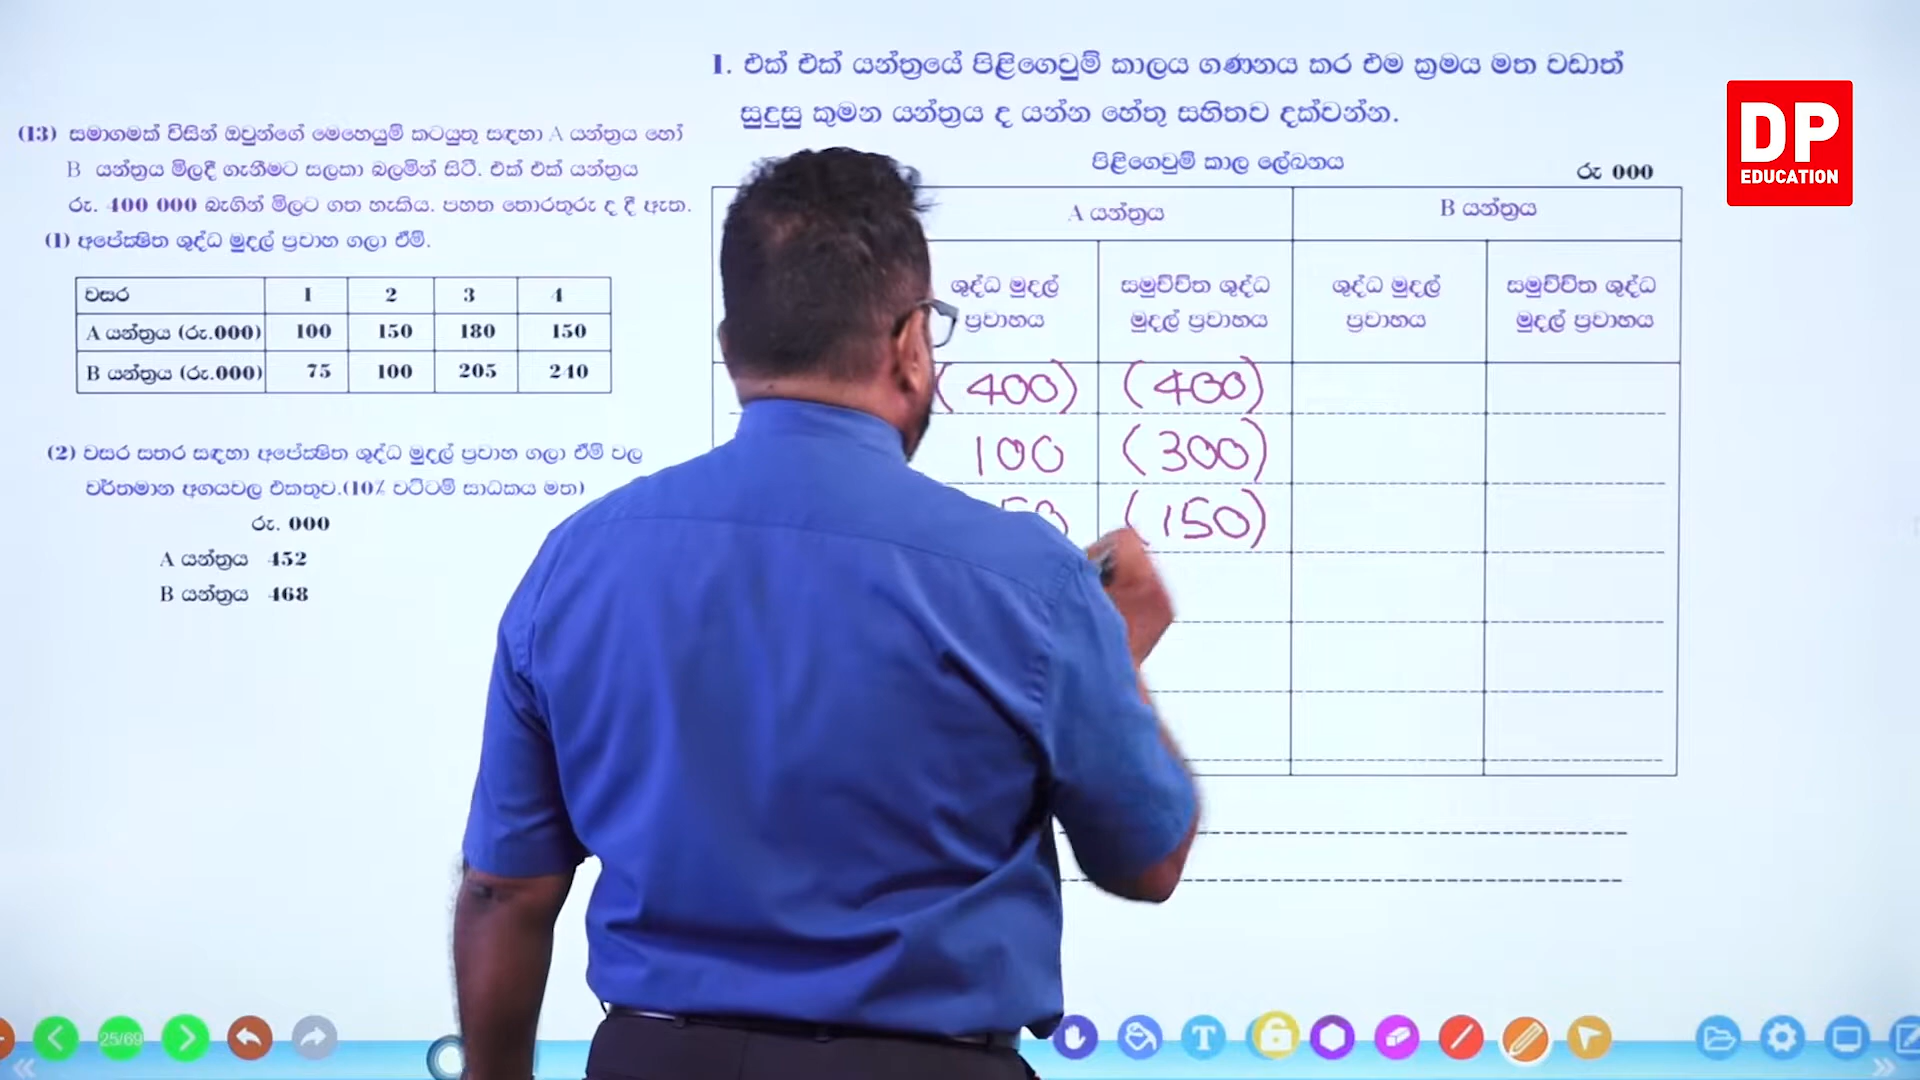 (13) සමාගමක් විසින් ඔවුන්ගේ මෙහෙයුම් කටයුතු සඳහා A යන්ත්‍රය හෝ
B යන්ත්‍රය මිලදී ගැනීමට සලකා බලමින් සිටී. එක් එක් යන්ත්‍රය
රු. 400 000 බැගින් මිලට ගත හැකිය. පහත තොරතුරු ද දී ඇත.
(1) අපේක්‍ෂිත ශුද්ධ මුදල් ප්‍රවාහ ගලා ඒම්.
වසර 1 2 3 4
A යන්ත්‍රය (රු.000) 100 150 180 150
B යන්ත්‍රය (රු.000) 75 100 205 240
(2) වසර සතර සඳහා අපේක්‍ෂිත ශුද්ධ මුදල් ප්‍රවාහ ගලා ඒම් වල
වර්තමාන අගයවල එකතුව.(10% වට්ටම් සාධකය මත)
රු. 000
A යන්ත්‍රය 452
B යන්ත්‍රය 468
I. එක් එක් යන්ත්‍රයේ පිළිගෙවුම් කාලය ගණනය කර එම ක්‍රමය මත වඩාත්
සුදුසු කුමන යන්ත්‍රය ද යන්න හේතු සහිතව දක්වන්න.
පිළිගෙවුම් කාල ලේඛනය රු 000
A යන්ත්‍රය B යන්ත්‍රය
ශුද්ධ මුදල් සමුච්චිත ශුද්ධ ශුද්ධ මුදල් සමුච්චිත ශුද්ධ
ප්‍රවාහය මුදල් ප්‍රවාහය ප්‍රවාහය මුදල් ප්‍රවාහය
(400) (400)
100 (300)
50 (150)
DP
EDUCATION
25/69